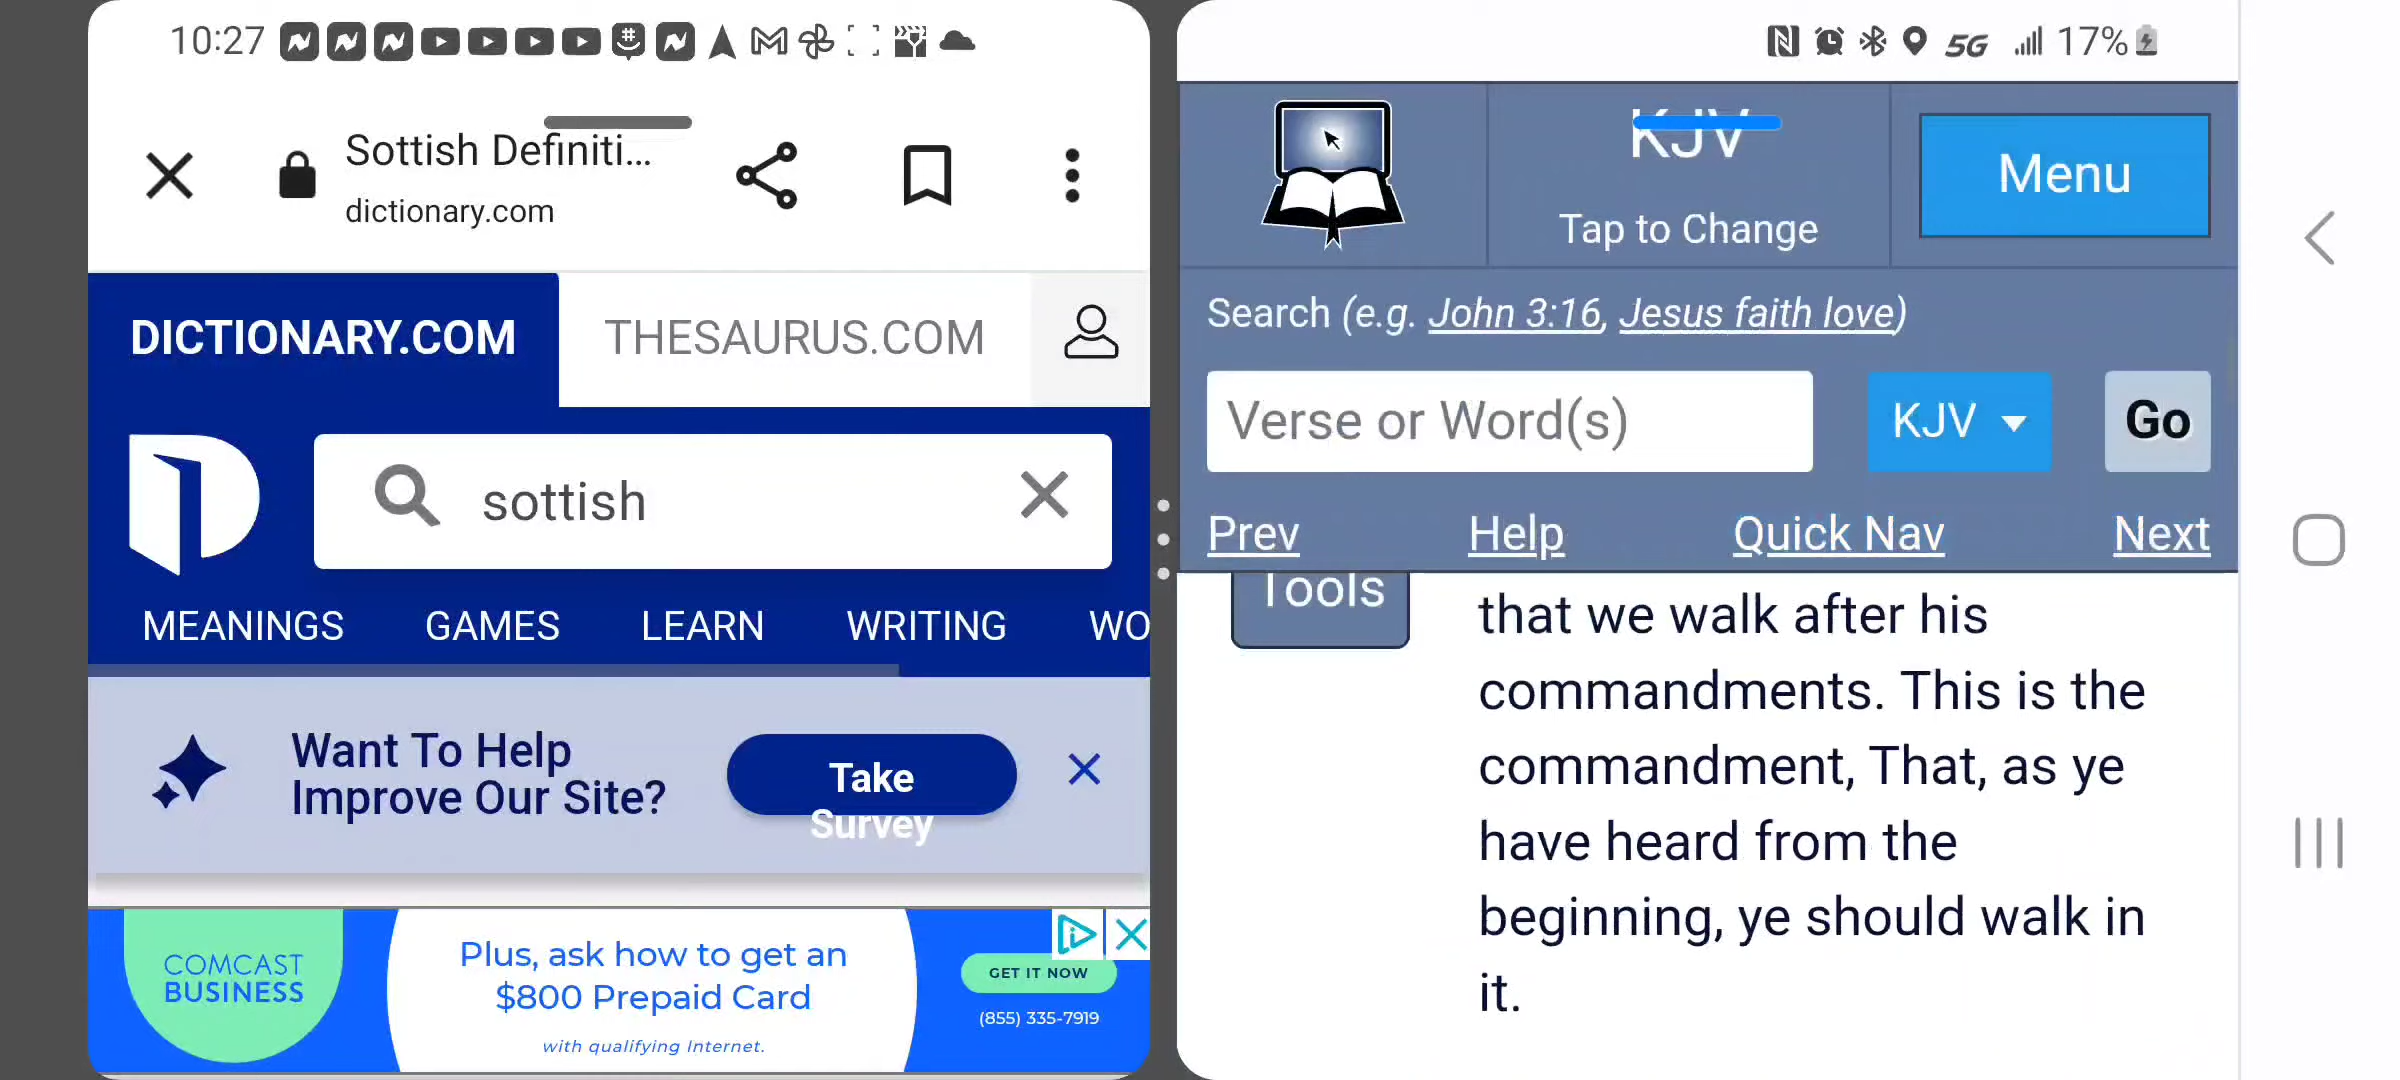 10:27
5G
17%
Sottish Definiti...
dictionary.com
DICTIONARY.COM
THESAURUS.COM
sottish
MEANINGS
GAMES
LEARN
WRITING
WO
Want To Help
Improve Our Site?
Take
Survey
COMCAST
BUSINESS
Plus, ask how to get an
$800 Prepaid Card
with qualifying Internet.
GET IT NOW
(855) 335-7919
KJV
Tap to Change
Menu
Search (e.g. John 3:16, Jesus faith love)
Verse or Word(s)
KJV
Go
Prev
Help
Quick Nav
Next
Tools
that we walk after his
commandments. This is the
commandment, That, as ye
have heard from the
beginning, ye should walk in
it.